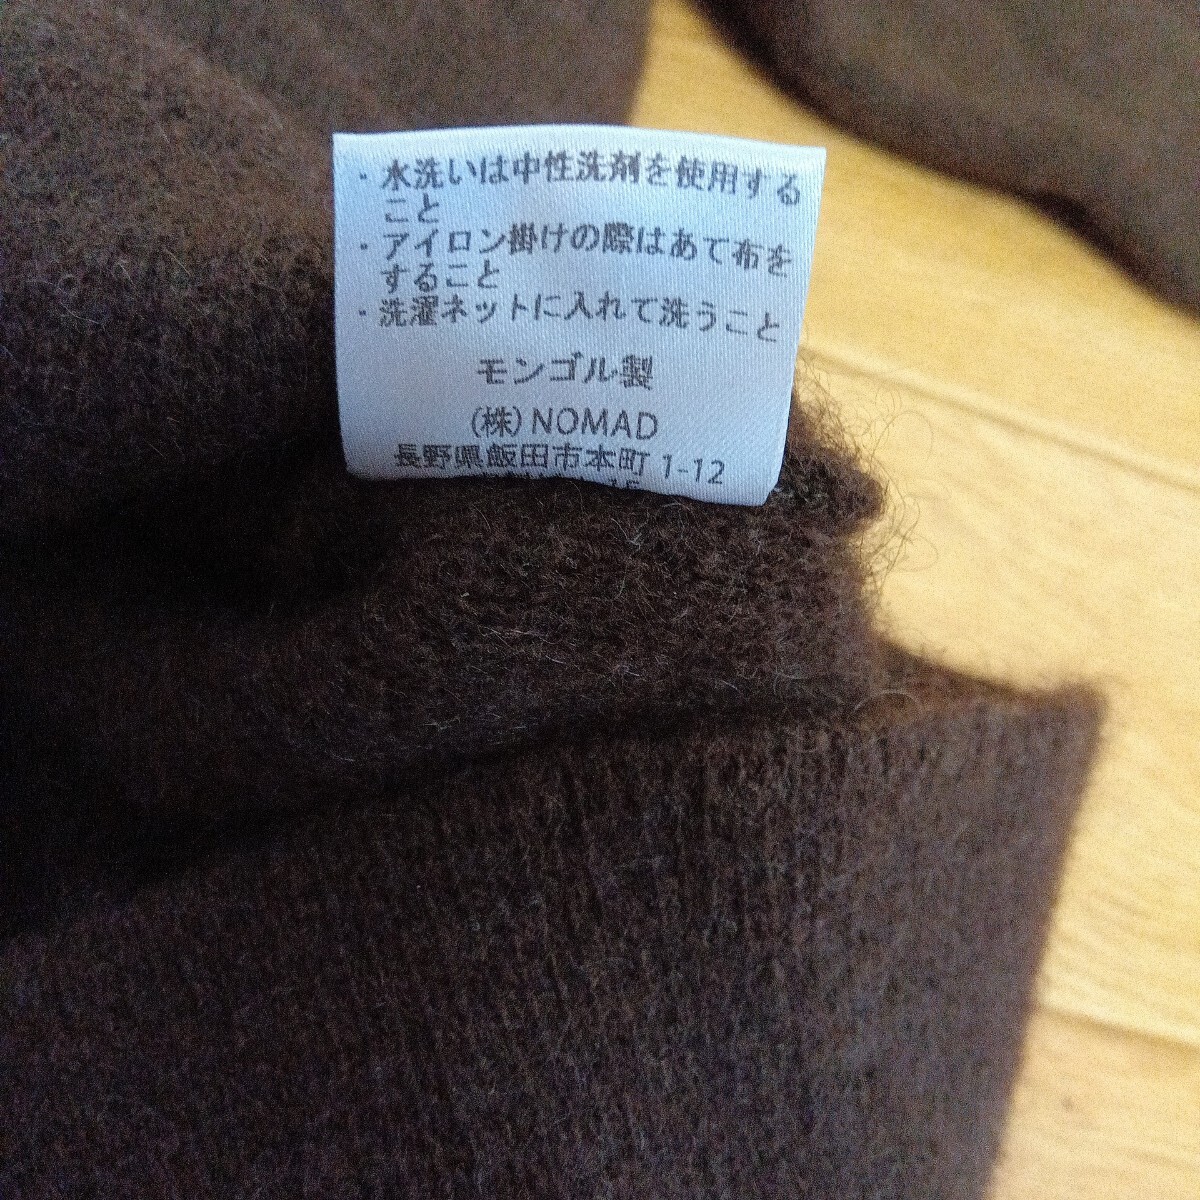 ・水洗いは中性洗剤を使用する
こと
・アイロン掛けの際はあて布を
すること
・洗濯ネットに入れて洗うこと
モンゴル製
(株)NOMAD
長野県飯田市本町 1-12